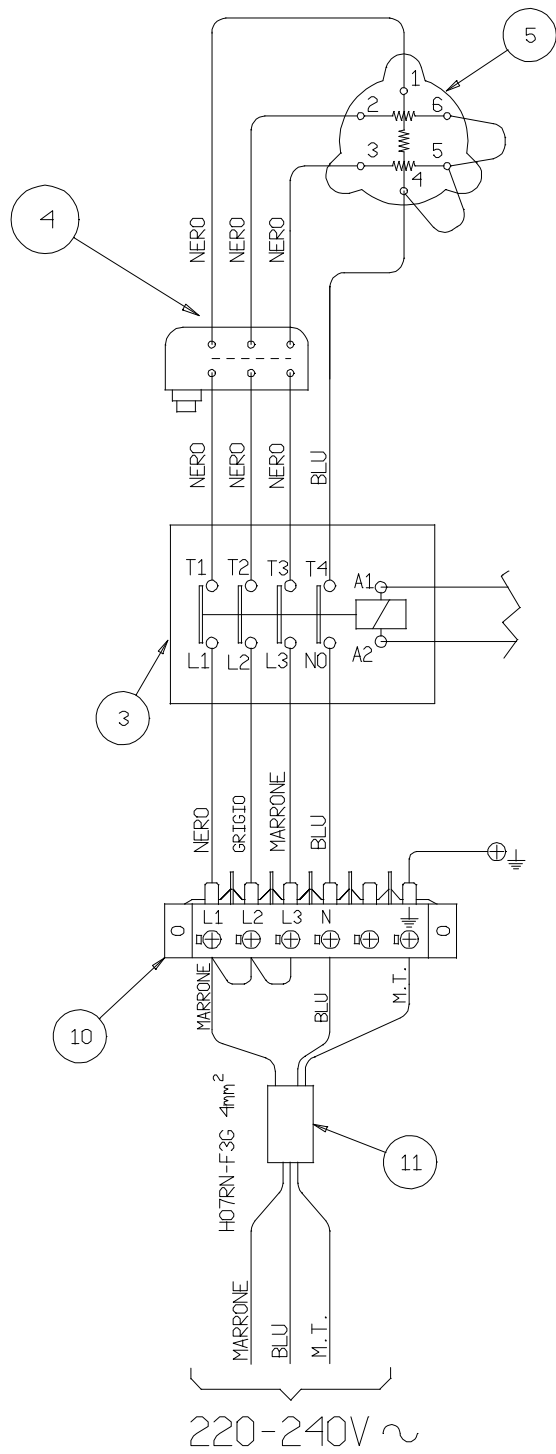 5
1
2
6
3
5
4
4
NERO
NERO
NERO
NERO
NERO
NERO
BLU
T1
T2
T3
T4
A1
L1
L2
L3
NO
A2
3
NERO
GRIGIO
MARRONE
BLU
L1
L2
L3
N
O
O
MARRONE
BLU
M.T.
10
H07RN-F3G 4mm²
11
MARRONE
BLU
M.T.
220-240V ~